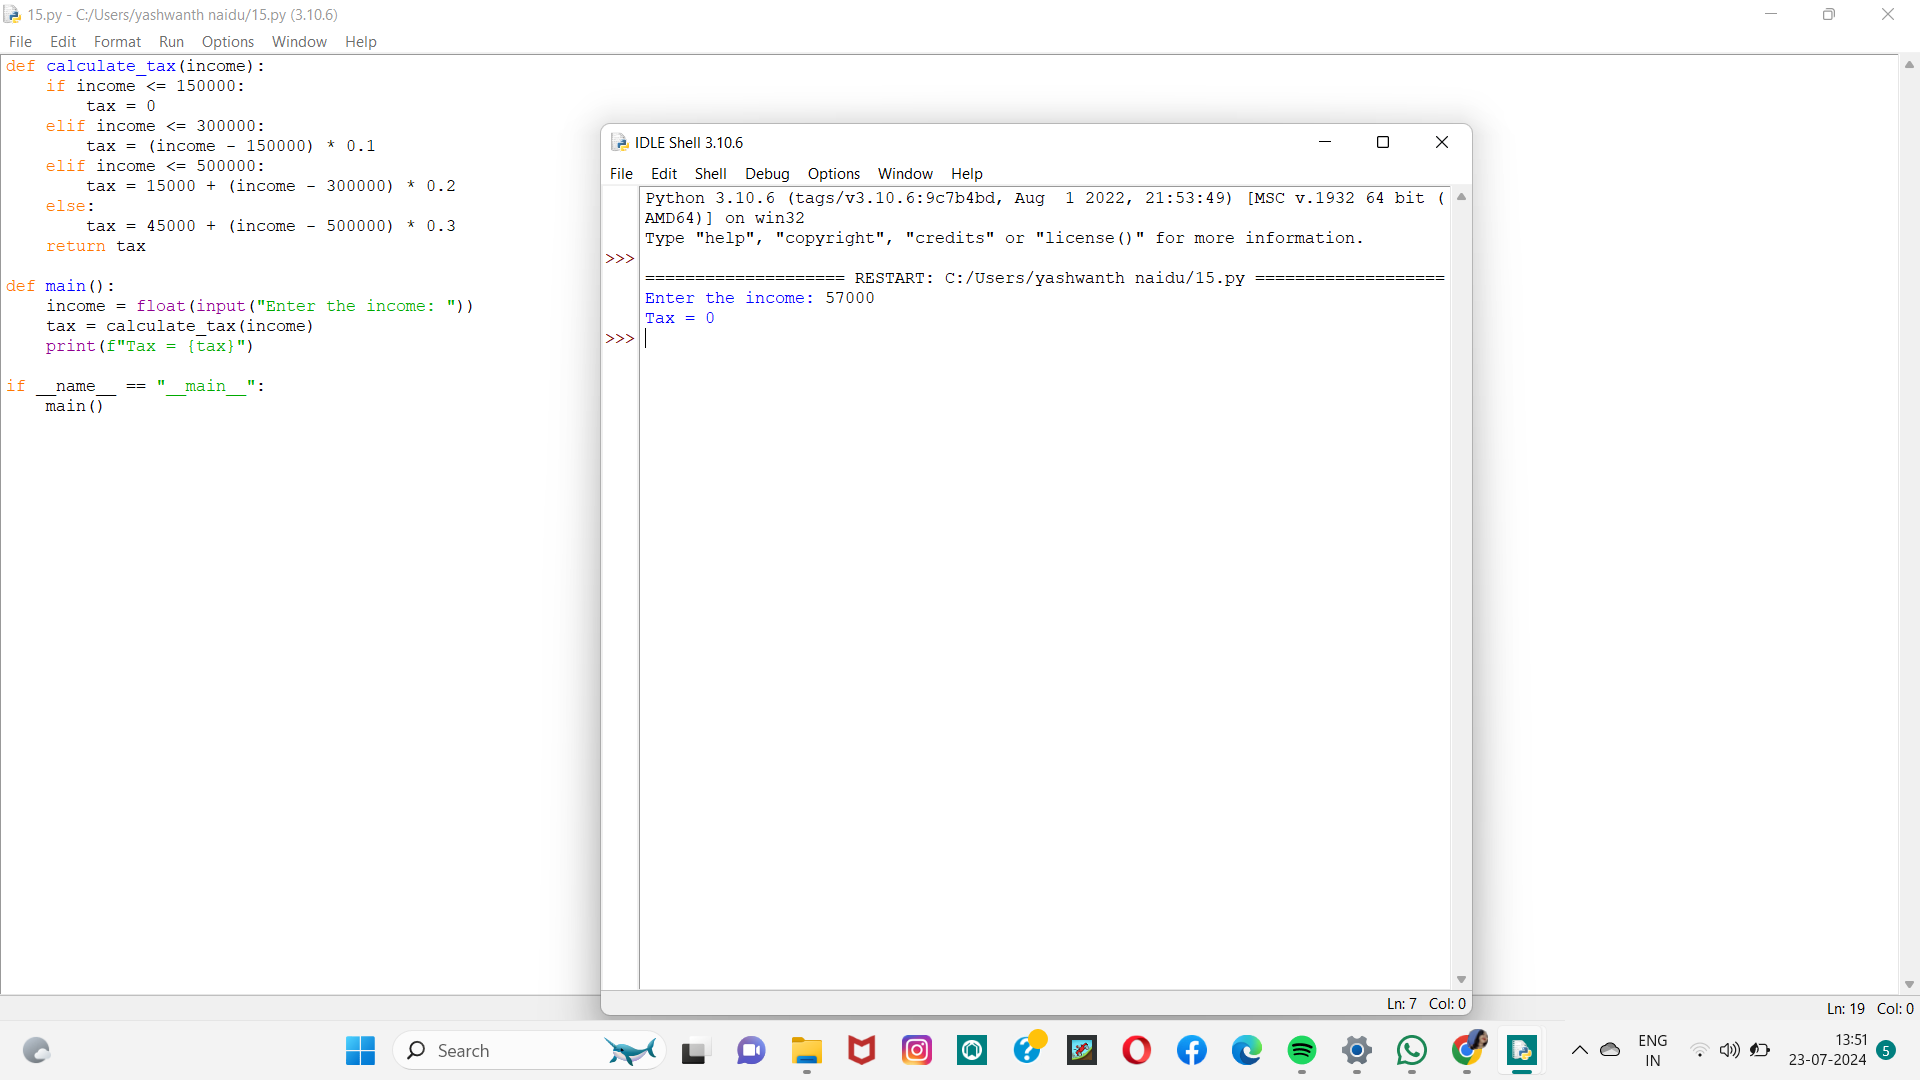 15.py - C:/Users/yashwanth naidu/15.py (3.10.6)
File Edit Format Run Options Window Help
def calculate_tax(income):
    if income <= 150000:
        tax = 0
    elif income <= 300000:
        tax = (income - 150000) * 0.1
    elif income <= 500000:
        tax = 15000 + (income - 300000) * 0.2
    else:
        tax = 45000 + (income - 500000) * 0.3
    return tax
def main():
    income = float(input("Enter the income: "))
    tax = calculate_tax(income)
    print(f"Tax = {tax}")
if __name__ == "__main__":
    main()
IDLE Shell 3.10.6
File Edit Shell Debug Options Window Help
Python 3.10.6 (tags/v3.10.6:9c7b4bd, Aug  1 2022, 21:53:49) [MSC v.1932 64 bit (
AMD64)] on win32
Type "help", "copyright", "credits" or "license()" for more information.
>>>
==================== RESTART: C:/Users/yashwanth naidu/15.py ===================
Enter the income: 57000
Tax = 0
>>>
Ln: 7 Col: 0
Ln: 19 Col: 0
Search
ENG
IN
13:51
23-07-2024
5